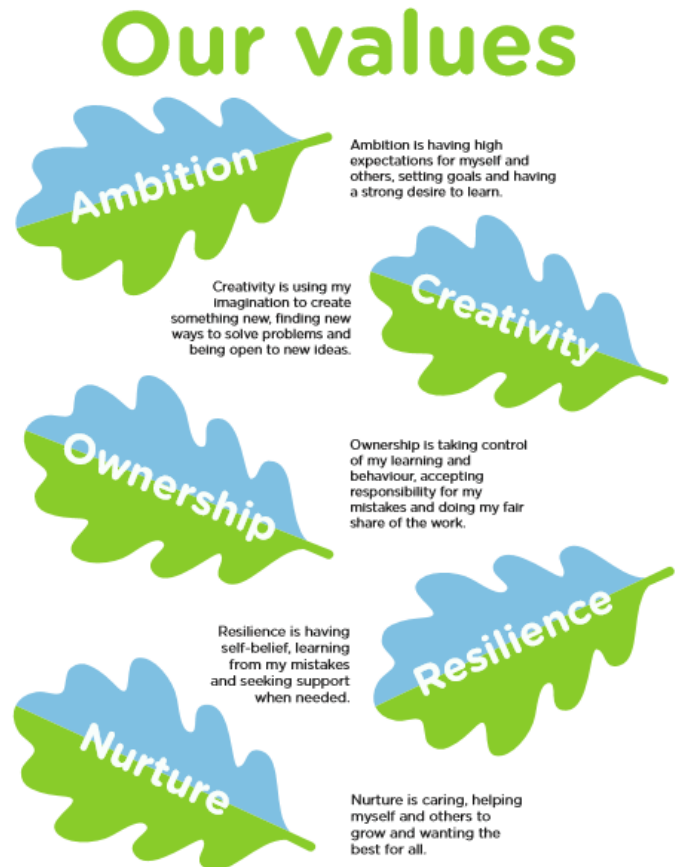 Our values
Ambition
Ambition is having high
expectations for myself and
others, setting goals and having
a strong desire to learn.
Creativity
Creativity is using my
imagination to create
something new, finding new
ways to solve problems and
being open to new ideas.
Ownership
Ownership is taking control
of my learning and
behaviour, accepting
responsibility for my
mistakes and doing my fair
share of the work.
Resilience
Resilience is having
self-belief, learning
from my mistakes
and seeking support
when needed.
Nurture
Nurture is caring, helping
myself and others to
grow and wanting the
best for all.